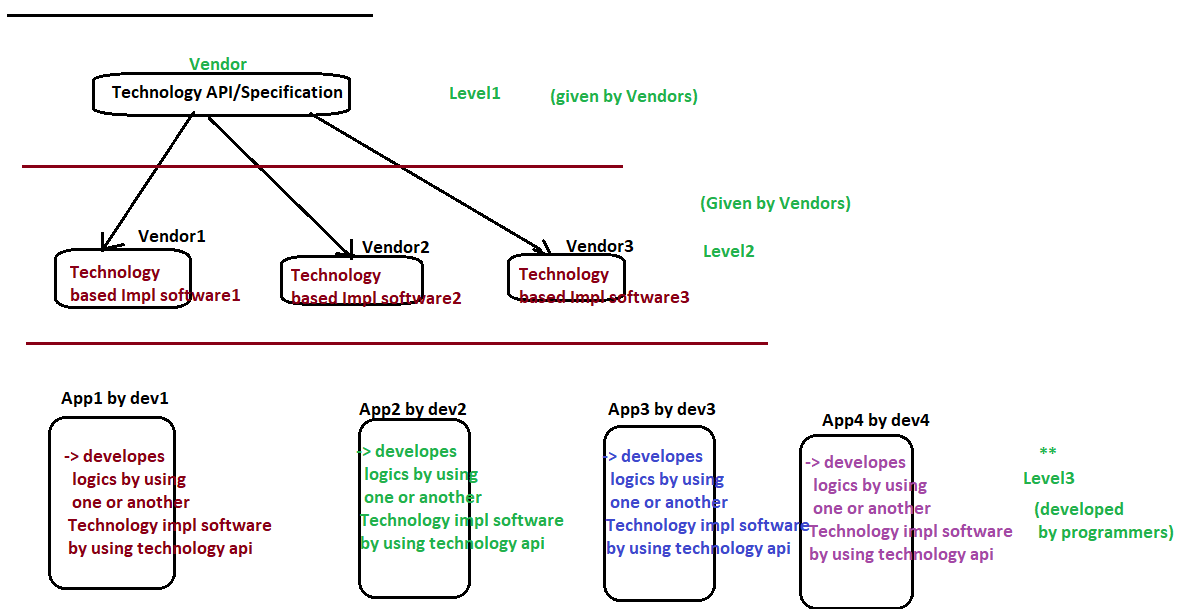 Vendor
Technology API/Specification
Level1
(given by Vendors)
(Given by Vendors)
Level2
Vendor1
Technology
based Impl software1
Vendor2
Technology
based Impl software2
Vendor3
Technology
based Impl software3
App1 by dev1
-> developes
logics by using
one or another
Technology impl software
by using technology api
App2 by dev2
-> developes
logics by using
one or another
Technology impl software
by using technology api
App3 by dev3
-> developes
logics by using
one or another
Technology impl software
by using technology api
App4 by dev4
-> developes
logics by using
one or another
Technology impl software
by using technology api
**
Level3
(developed
by programmers)